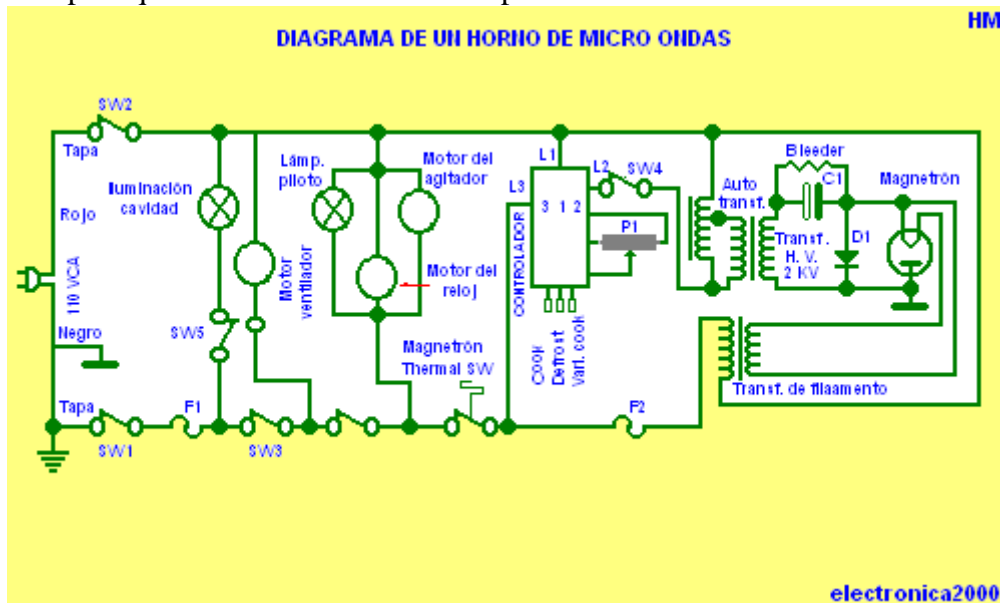 HM
DIAGRAMA DE UN HORNO DE MICRO ONDAS
SW2
Tapa
Rojo
110 VCA
Negro
Tapa
SW1
F1
Iluminación
cavidad
SW5
SW3
Motor
ventilador
Lámp.
piloto
Motor del
agitador
Motor del
reloj
Magnetrón
Thermal SW
L1
L2
SW4
L3
3 1 2
CONTROLADOR
P1
Cook
Defrost
Vari. cook
F2
Auto
transf.
Bleeder
C1
Magnetrón
Transf.
H. V.
2 KV
D1
Transf. de filaamento
electronica2000